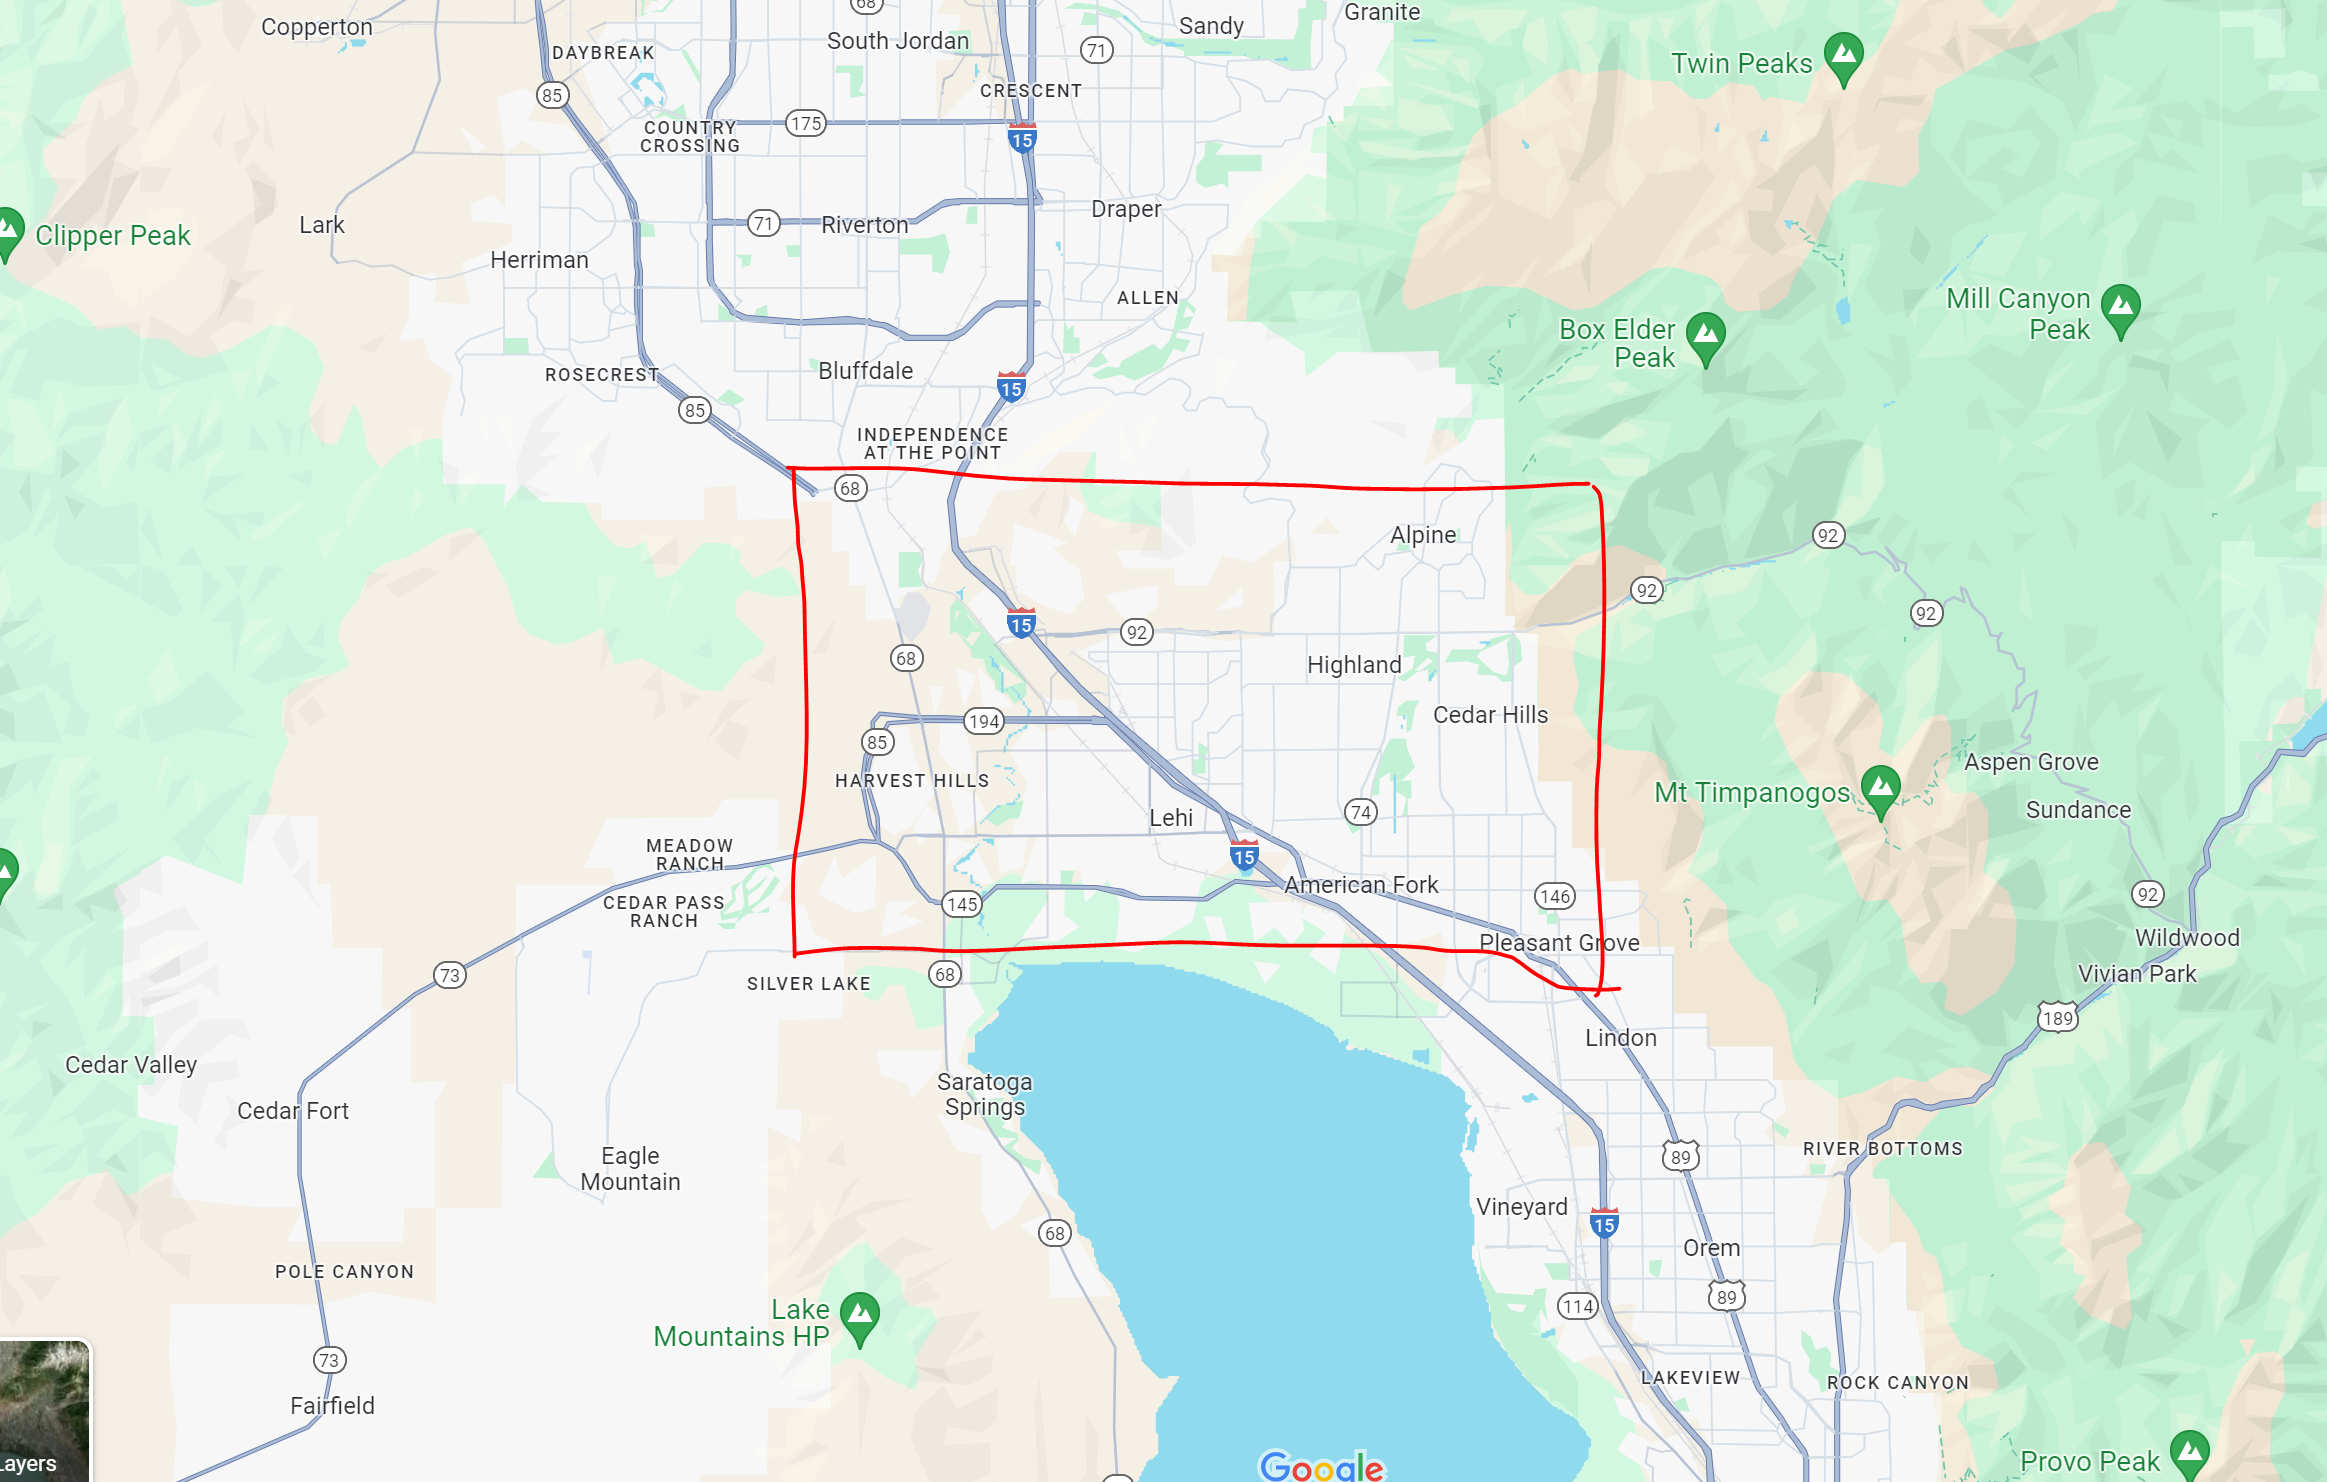 68
Granite
Copperton
Sandy
South Jordan
DAYBREAK
71
Twin Peaks
CRESCENT
85
175
COUNTRY
CROSSING
15
Draper
Lark
71
Riverton
Clipper Peak
Herriman
ALLEN
Mill Canyon
Peak
Box Elder
Peak
Bluffdale
ROSECREST
15
85
INDEPENDENCE
AT THE POINT
68
Alpine
92
92
92
15
92
68
Highland
194
Cedar Hills
85
Aspen Grove
HARVEST HILLS
Mt Timpanogos
Sundance
Lehi
74
MEADOW
RANCH
15
American Fork
92
146
CEDAR PASS
RANCH
145
Pleasant Grove
Wildwood
73
68
Vivian Park
SILVER LAKE
189
Lindon
Cedar Valley
Saratoga
Springs
Cedar Fort
RIVER BOTTOMS
Eagle
Mountain
89
Vineyard
15
68
Orem
POLE CANYON
89
114
Lake
Mountains HP
73
LAKEVIEW
ROCK CANYON
Fairfield
Layers
Google
Provo Peak